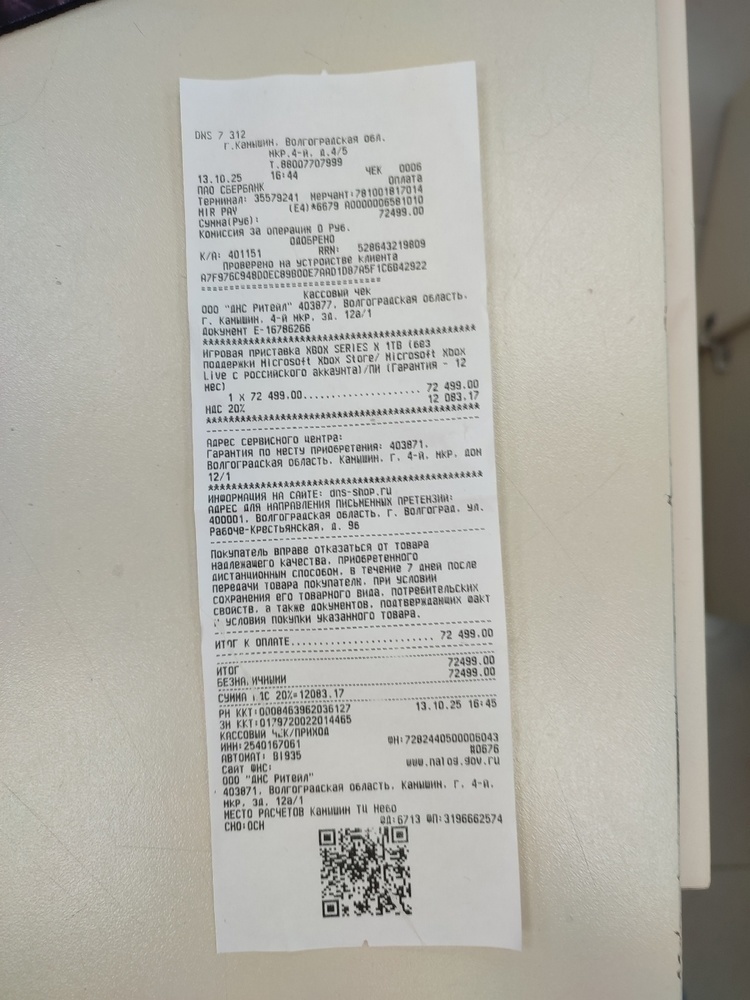 DNS 7 312
г.Камышин, Волгоградская обл.
мкр.4-й, д.4/5
Т.88007707999
13.10.25 16:44 ЧЕК 0006
ПАО СБЕРБАНК Оплата
Терминал: 35579241 Мерчант:781001817014
MIR PAY (E4)*6679 A0000006581010
Сумма(Руб): 72499.00
Комиссия за операцию 0 Руб.
ОДОБРЕНО
К/А: 401151 RRN: 528643219809
Проверено на устройстве клиента
A7F976C948D0EC89B00E7AAD1D87A5F1C6B42922
================================
Кассовый чек
ООО "ДНС Ритейл" 403877, Волгоградская область,
г. Камышин, 4-й мкр, зд. 12а/1
Документ Е-16786266
Игровая приставка XBOX SERIES X 1TB (без
поддержки Microsoft Xbox Store/ Microsoft Xbox
Live с российского аккаунта)/ПИ (Гарантия - 12
мес)
1 x 72 499.00..................... 72 499.00
НДС 20% 12 083.17
Адрес сервисного центра:
Гарантия по месту приобретения: 403871,
Волгоградская область, Камышин, г, 4-й, мкр, дом
12/1
Информация на сайте: dns-shop.ru
Адрес для направления письменных претензий:
400001, Волгоградская область, г. Волгоград, ул.
Рабоче-Крестьянская, д. 9б
Покупатель вправе отказаться от товара
надлежащего качества, приобретенного
дистанционным способом, в течение 7 дней после
передачи товара покупателю, при условии
сохранения его товарного вида, потребительских
свойств, а также документов, подтверждающих факт
и условия покупки указанного товара.
ИТОГ К ОПЛАТЕ....................... 72 499.00
ИТОГ 72499.00
БЕЗНАЛИЧНЫМИ 72499.00
СУММА НДС 20%=12083.17
РН ККТ:0008463962036127 13.10.25 16:45
ЗН ККТ:0179720022014465
КАССОВЫЙ ЧЕК/ПРИХОД
ИНН:2540167061 ФН:7282440500006043
АВТОМАТ: 81935 #0676
Сайт ФНС: www.nalog.gov.ru
ООО "ДНС Ритейл"
403871, Волгоградская область, Камышин, г, 4-й,
мкр, зд. 12а/1
МЕСТО РАСЧЕТОВ Камышин ТЦ Небо
СНО:ОСН ФД:6713 ФП:3196662574